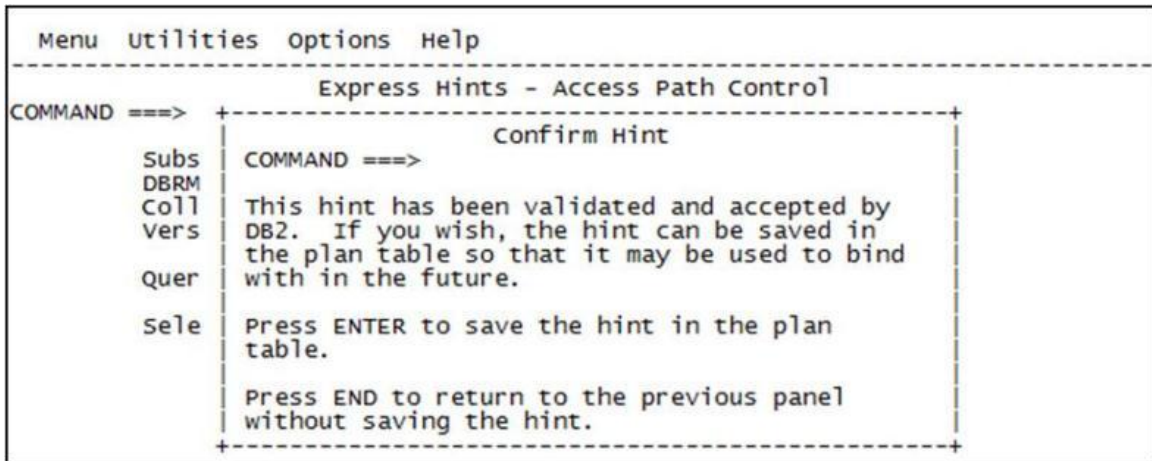 Menu Utilities Options Help
Express Hints - Access Path Control
COMMAND ===>
Confirm Hint
Subs COMMAND ===>
DBRM
Coll This hint has been validated and accepted by
Vers DB2. If you wish, the hint can be saved in
the plan table so that it may be used to bind
Quer with in the future.
Sele Press ENTER to save the hint in the plan
table.
Press END to return to the previous panel
without saving the hint.